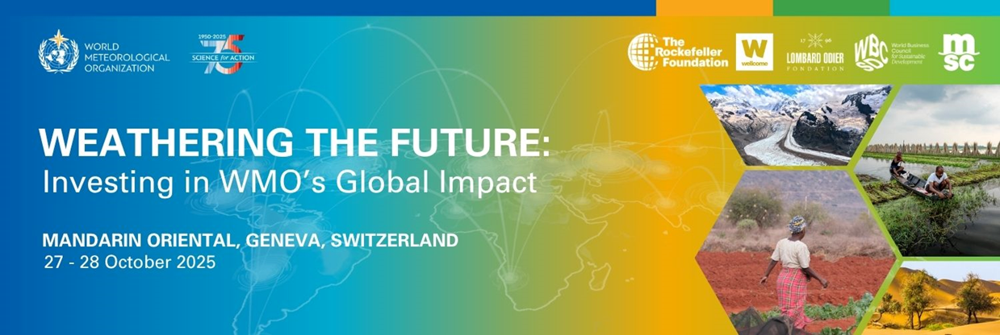 WORLD
METEOROLOGICAL
ORGANIZATION
1950-2025
75
SCIENCE for ACTION
The
Rockefeller
Foundation
W
wellcome
17 96
LOMBARD ODIER
FONDATION
WBC
World Business
Council
for Sustainable
Development
m
sc
WEATHERING THE FUTURE:
Investing in WMO’s Global Impact
MANDARIN ORIENTAL, GENEVA, SWITZERLAND
27 - 28 October 2025